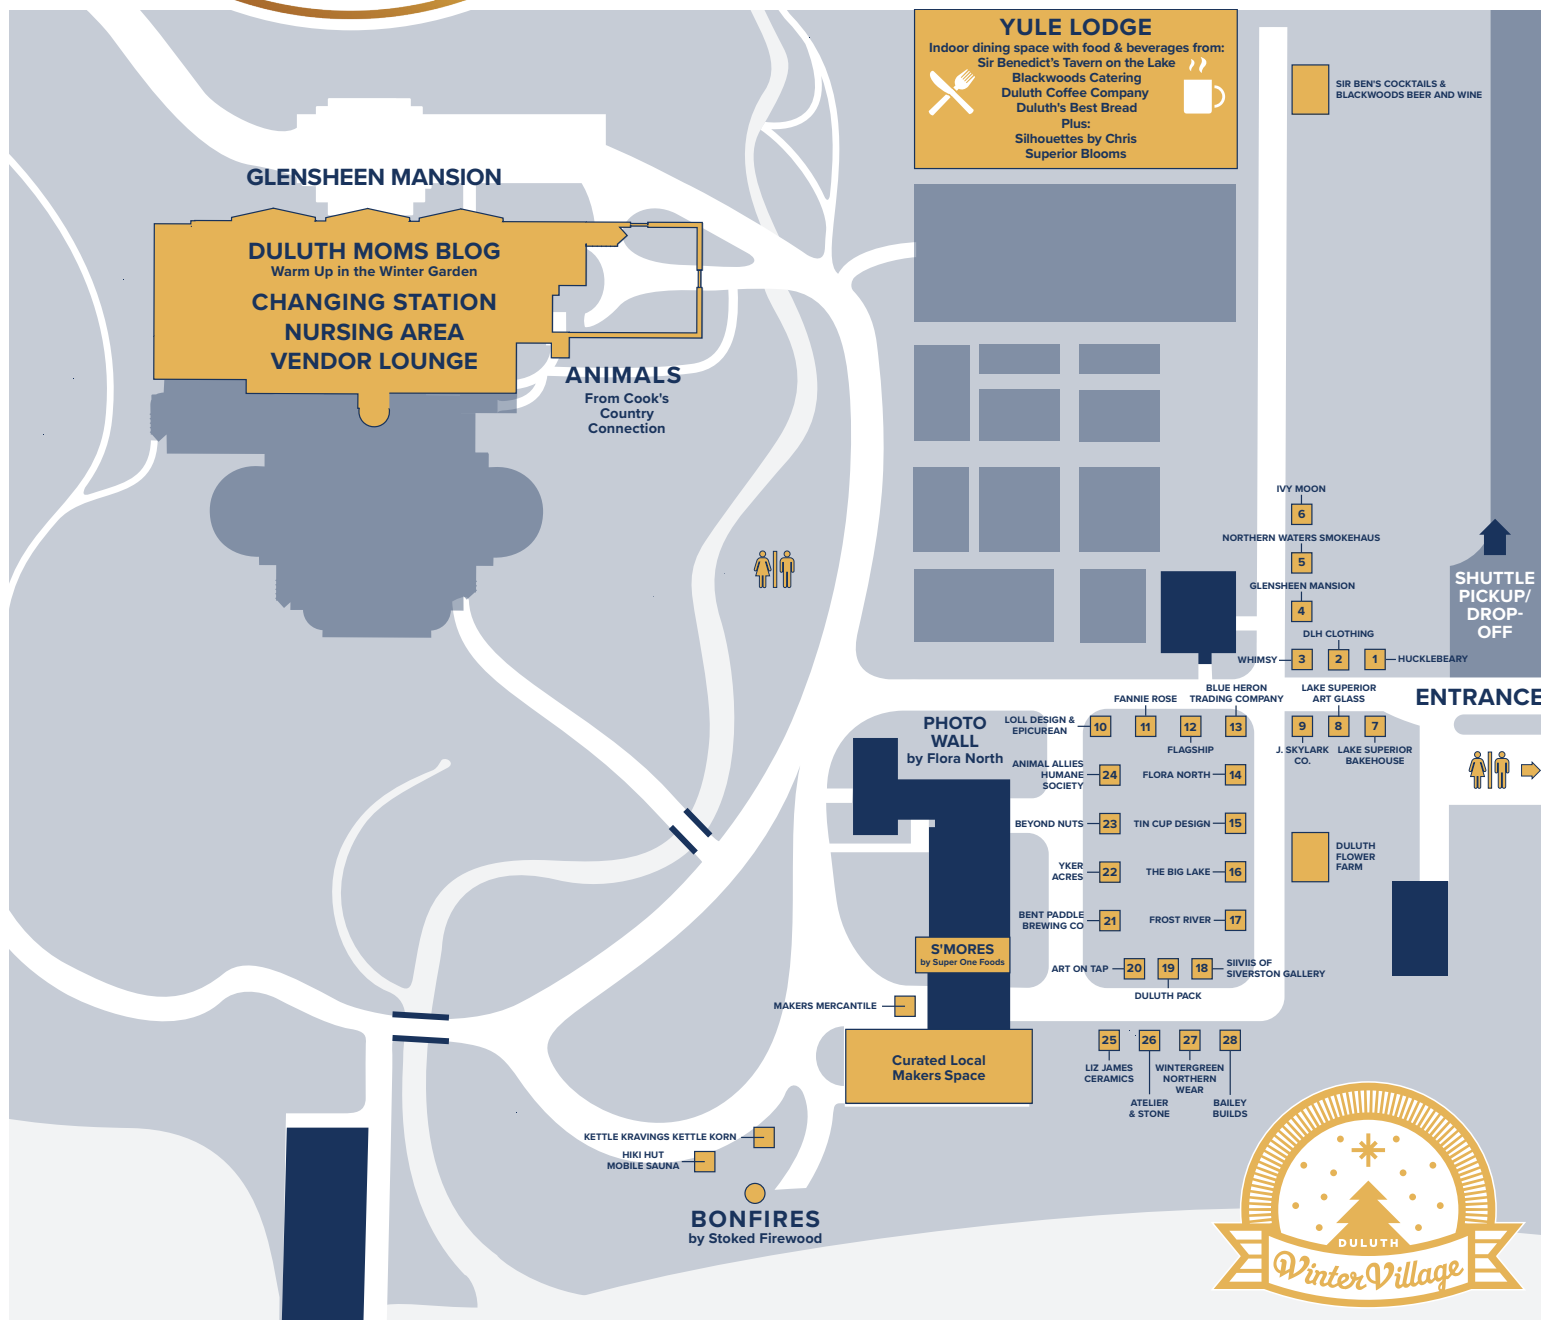 YULE LODGE
Indoor dining space with food & beverages from:
Sir Benedict's Tavern on the Lake
Blackwoods Catering
Duluth Coffee Company
Duluth's Best Bread
Plus:
Silhouettes by Chris
Superior Blooms
SIR BEN'S COCKTAILS &
BLACKWOODS BEER AND WINE
GLENSHEEN MANSION
DULUTH MOMS BLOG
Warm Up in the Winter Garden
CHANGING STATION
NURSING AREA
VENDOR LOUNGE
ANIMALS
From Cook's
Country
Connection
IVY MOON
6
NORTHERN WATERS SMOKEHAUS
5
GLENSHEEN MANSION
4
DLH CLOTHING
WHIMSY
3
2
1
HUCKLEBEARY
SHUTTLE
PICKUP/
DROP-
OFF
ENTRANCE
BLUE HERON
TRADING COMPANY
FANNIE ROSE
LAKE SUPERIOR
ART GLASS
LOLL DESIGN &
EPICUREAN
10
11
12
13
9
8
7
FLAGSHIP
J. SKYLARK
CO.
LAKE SUPERIOR
BAKEHOUSE
PHOTO
WALL
by Flora North
ANIMAL ALLIES
HUMANE
SOCIETY
24
FLORA NORTH
14
BEYOND NUTS
23
TIN CUP DESIGN
15
DULUTH
FLOWER
FARM
YKER
ACRES
22
THE BIG LAKE
16
BENT PADDLE
BREWING CO
21
FROST RIVER
17
S'MORES
by Super One Foods
ART ON TAP
20
19
18
SIIVIIS OF
SIVERSTON GALLERY
DULUTH PACK
MAKERS MERCANTILE
Curated Local
Makers Space
25
26
27
28
LIZ JAMES
CERAMICS
WINTERGREEN
NORTHERN
WEAR
ATELIER
& STONE
BAILEY
BUILDS
KETTLE KRAVINGS KETTLE KORN
HIKI HUT
MOBILE SAUNA
BONFIRES
by Stoked Firewood
DULUTH
Winter Village